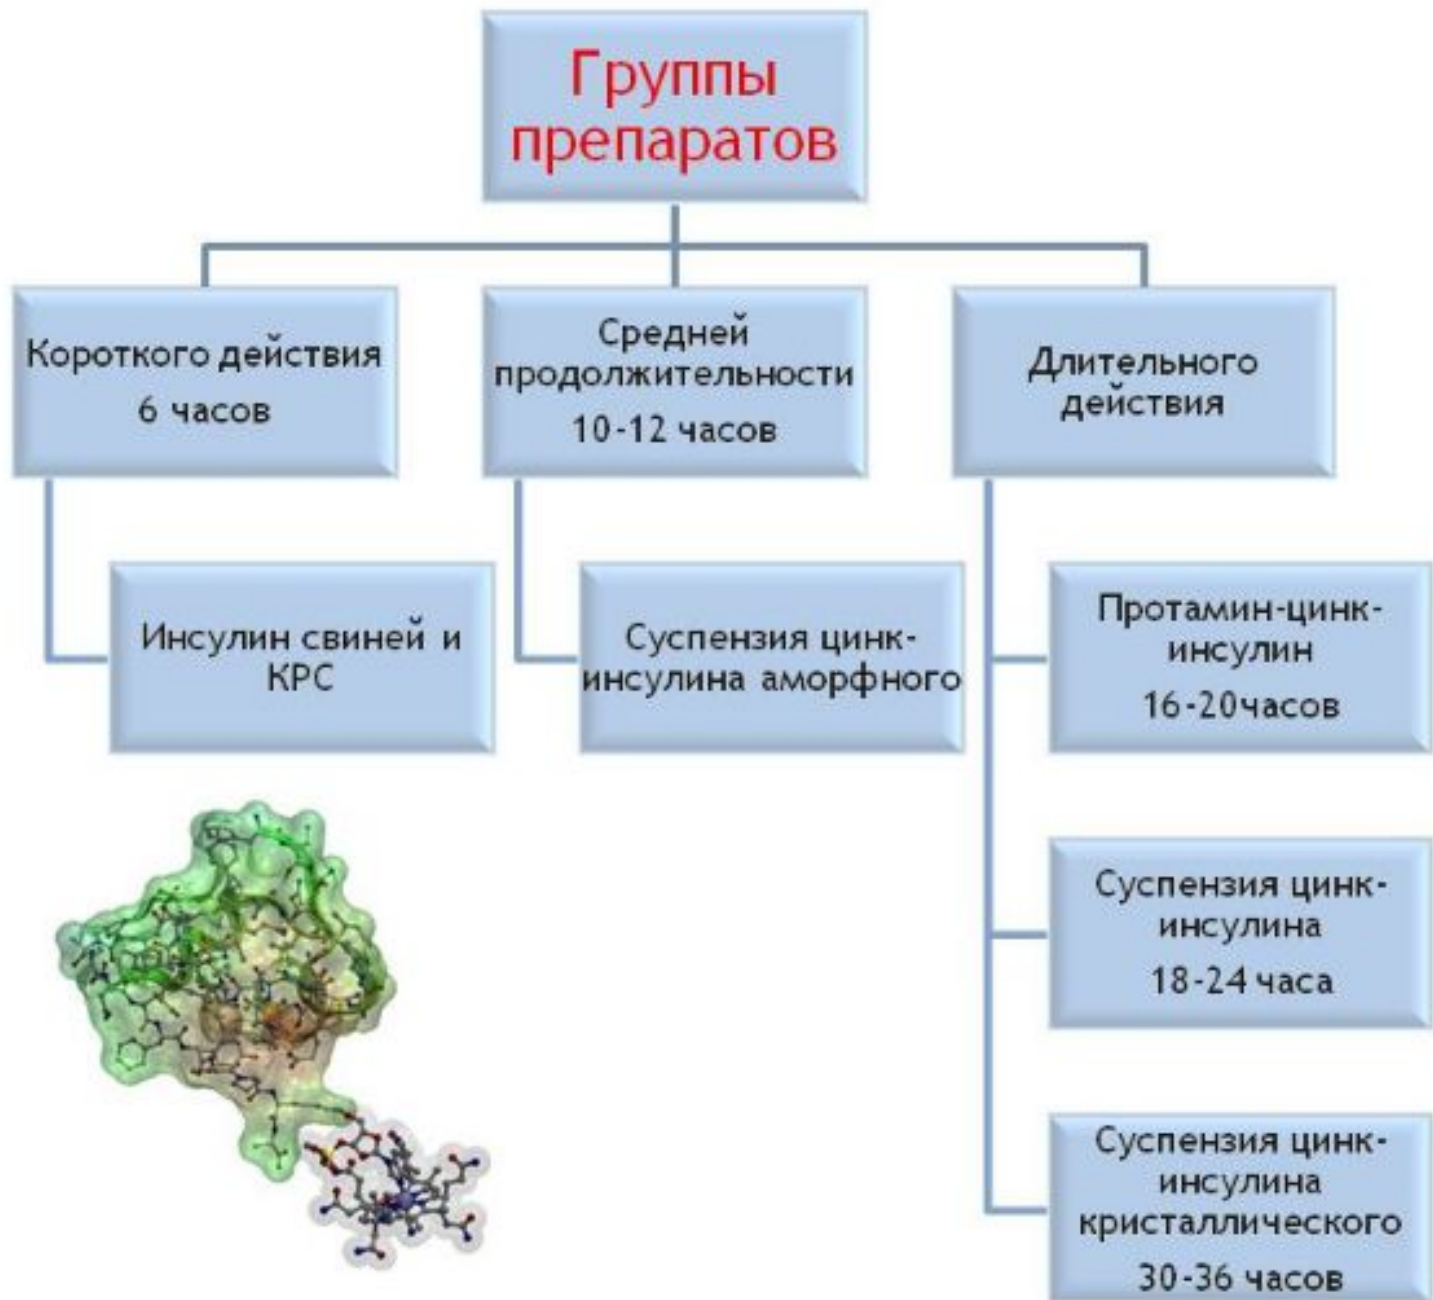 Группы
препаратов
Короткого действия
6 часов
Средней
продолжительности
10-12 часов
Длительного
действия
Инсулин свиней и
КРС
Суспензия цинк-
инсулина аморфного
Протамин-цинк-
инсулин
16-20часов
Суспензия цинк-
инсулина
18-24 часа
Суспензия цинк-
инсулина
кристаллического
30-36 часов